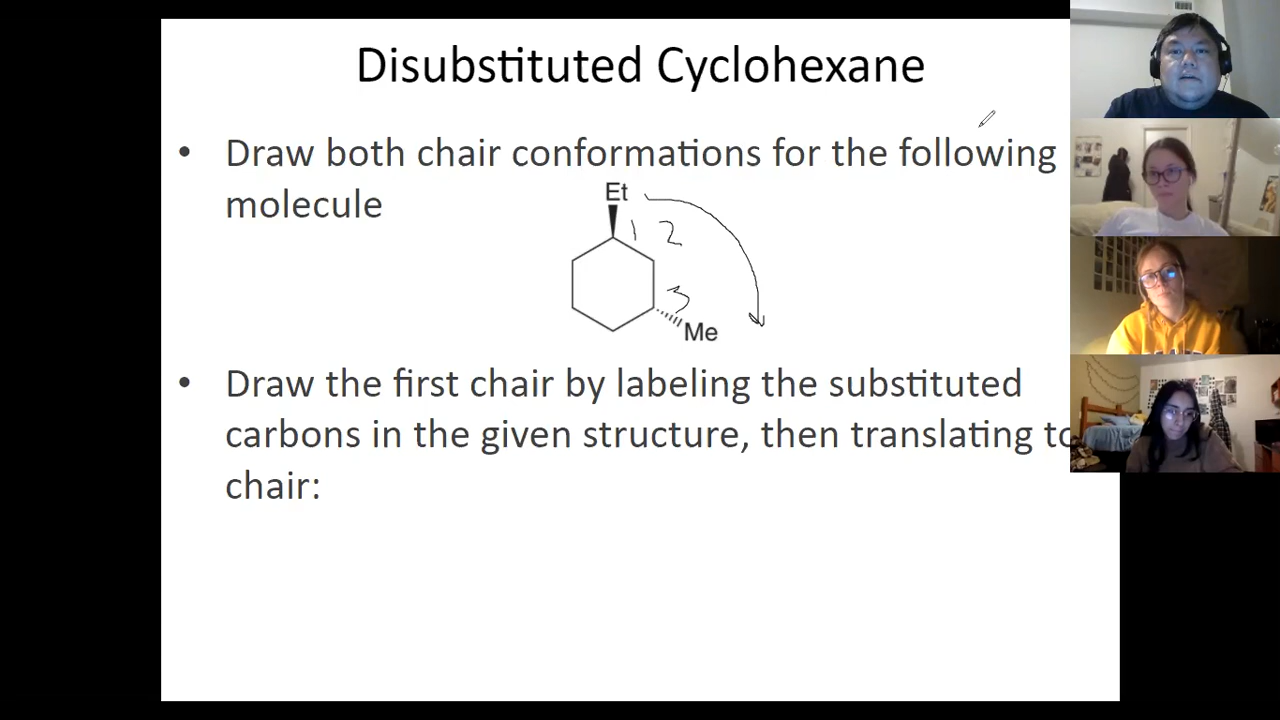 Disubstituted Cyclohexane
• Draw both chair conformations for the following
molecule
Et
1 2
3
Me
• Draw the first chair by labeling the substituted
carbons in the given structure, then translating to
chair: